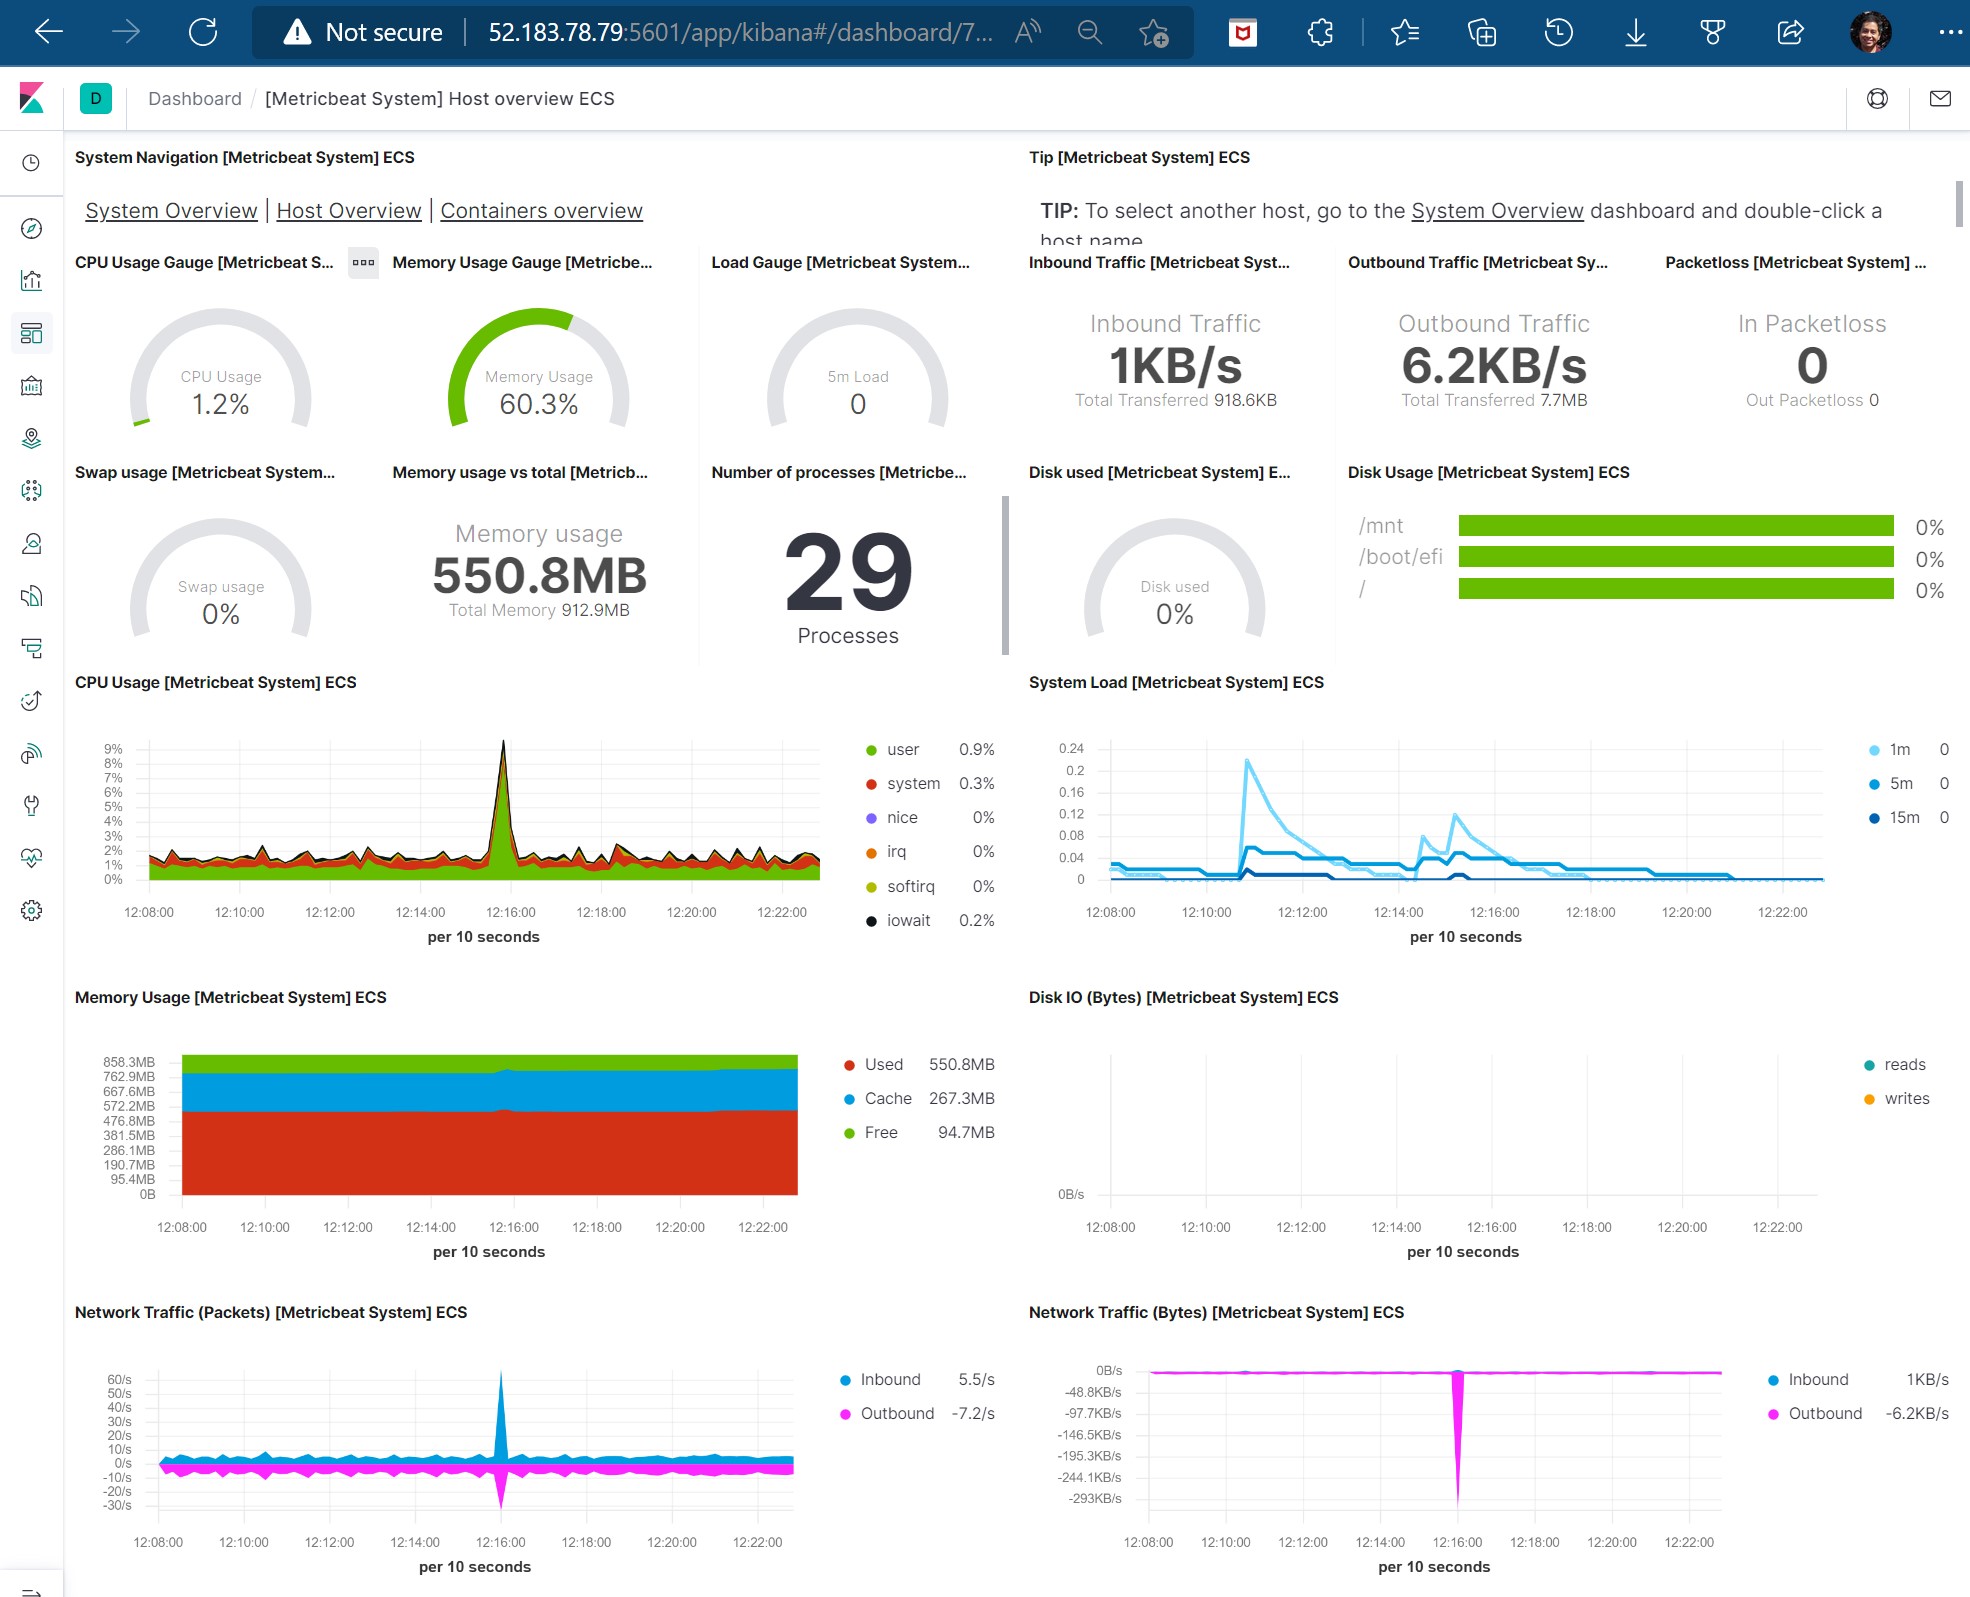 Not secure 52.183.78.79:5601/app/kibana#/dashboard/7...
D Dashboard / [Metricbeat System] Host overview ECS
System Navigation [Metricbeat System] ECS
System Overview | Host Overview | Containers overview
Tip [Metricbeat System] ECS
TIP: To select another host, go to the System Overview dashboard and double-click a
host name
CPU Usage Gauge [Metricbeat S...
CPU Usage
1.2%
Memory Usage Gauge [Metricbe...
Memory Usage
60.3%
Load Gauge [Metricbeat System...
5m Load
0
Inbound Traffic [Metricbeat Syst...
Inbound Traffic
1KB/s
Total Transferred 918.6KB
Outbound Traffic [Metricbeat Sy...
Outbound Traffic
6.2KB/s
Total Transferred 7.7MB
Packetloss [Metricbeat System] ...
In Packetloss
0
Out Packetloss 0
Swap usage [Metricbeat System...
Swap usage
0%
Memory usage vs total [Metricb...
Memory usage
550.8MB
Total Memory 912.9MB
Number of processes [Metricbe...
29
Processes
Disk used [Metricbeat System] E...
Disk used
0%
Disk Usage [Metricbeat System] ECS
/mnt 0%
/boot/efi 0%
/ 0%
CPU Usage [Metricbeat System] ECS
9%
8%
7%
6%
5%
4%
3%
2%
1%
0%
12:08:00 12:10:00 12:12:00 12:14:00 12:16:00 12:18:00 12:20:00 12:22:00
per 10 seconds
user 0.9%
system 0.3%
nice 0%
irq 0%
softirq 0%
iowait 0.2%
System Load [Metricbeat System] ECS
0.24
0.2
0.16
0.12
0.08
0.04
0
12:08:00 12:10:00 12:12:00 12:14:00 12:16:00 12:18:00 12:20:00 12:22:00
per 10 seconds
1m 0
5m 0
15m 0
Memory Usage [Metricbeat System] ECS
858.3MB
762.9MB
667.6MB
572.2MB
476.8MB
381.5MB
286.1MB
190.7MB
95.4MB
0B
12:08:00 12:10:00 12:12:00 12:14:00 12:16:00 12:18:00 12:20:00 12:22:00
per 10 seconds
Used 550.8MB
Cache 267.3MB
Free 94.7MB
Disk IO (Bytes) [Metricbeat System] ECS
0B/s
12:08:00 12:10:00 12:12:00 12:14:00 12:16:00 12:18:00 12:20:00 12:22:00
per 10 seconds
reads
writes
Network Traffic (Packets) [Metricbeat System] ECS
60/s
50/s
40/s
30/s
20/s
10/s
0/s
-10/s
-20/s
-30/s
12:08:00 12:10:00 12:12:00 12:14:00 12:16:00 12:18:00 12:20:00 12:22:00
per 10 seconds
Inbound 5.5/s
Outbound -7.2/s
Network Traffic (Bytes) [Metricbeat System] ECS
0B/s
-48.8KB/s
-97.7KB/s
-146.5KB/s
-195.3KB/s
-244.1KB/s
-293KB/s
12:08:00 12:10:00 12:12:00 12:14:00 12:16:00 12:18:00 12:20:00 12:22:00
per 10 seconds
Inbound 1KB/s
Outbound -6.2KB/s